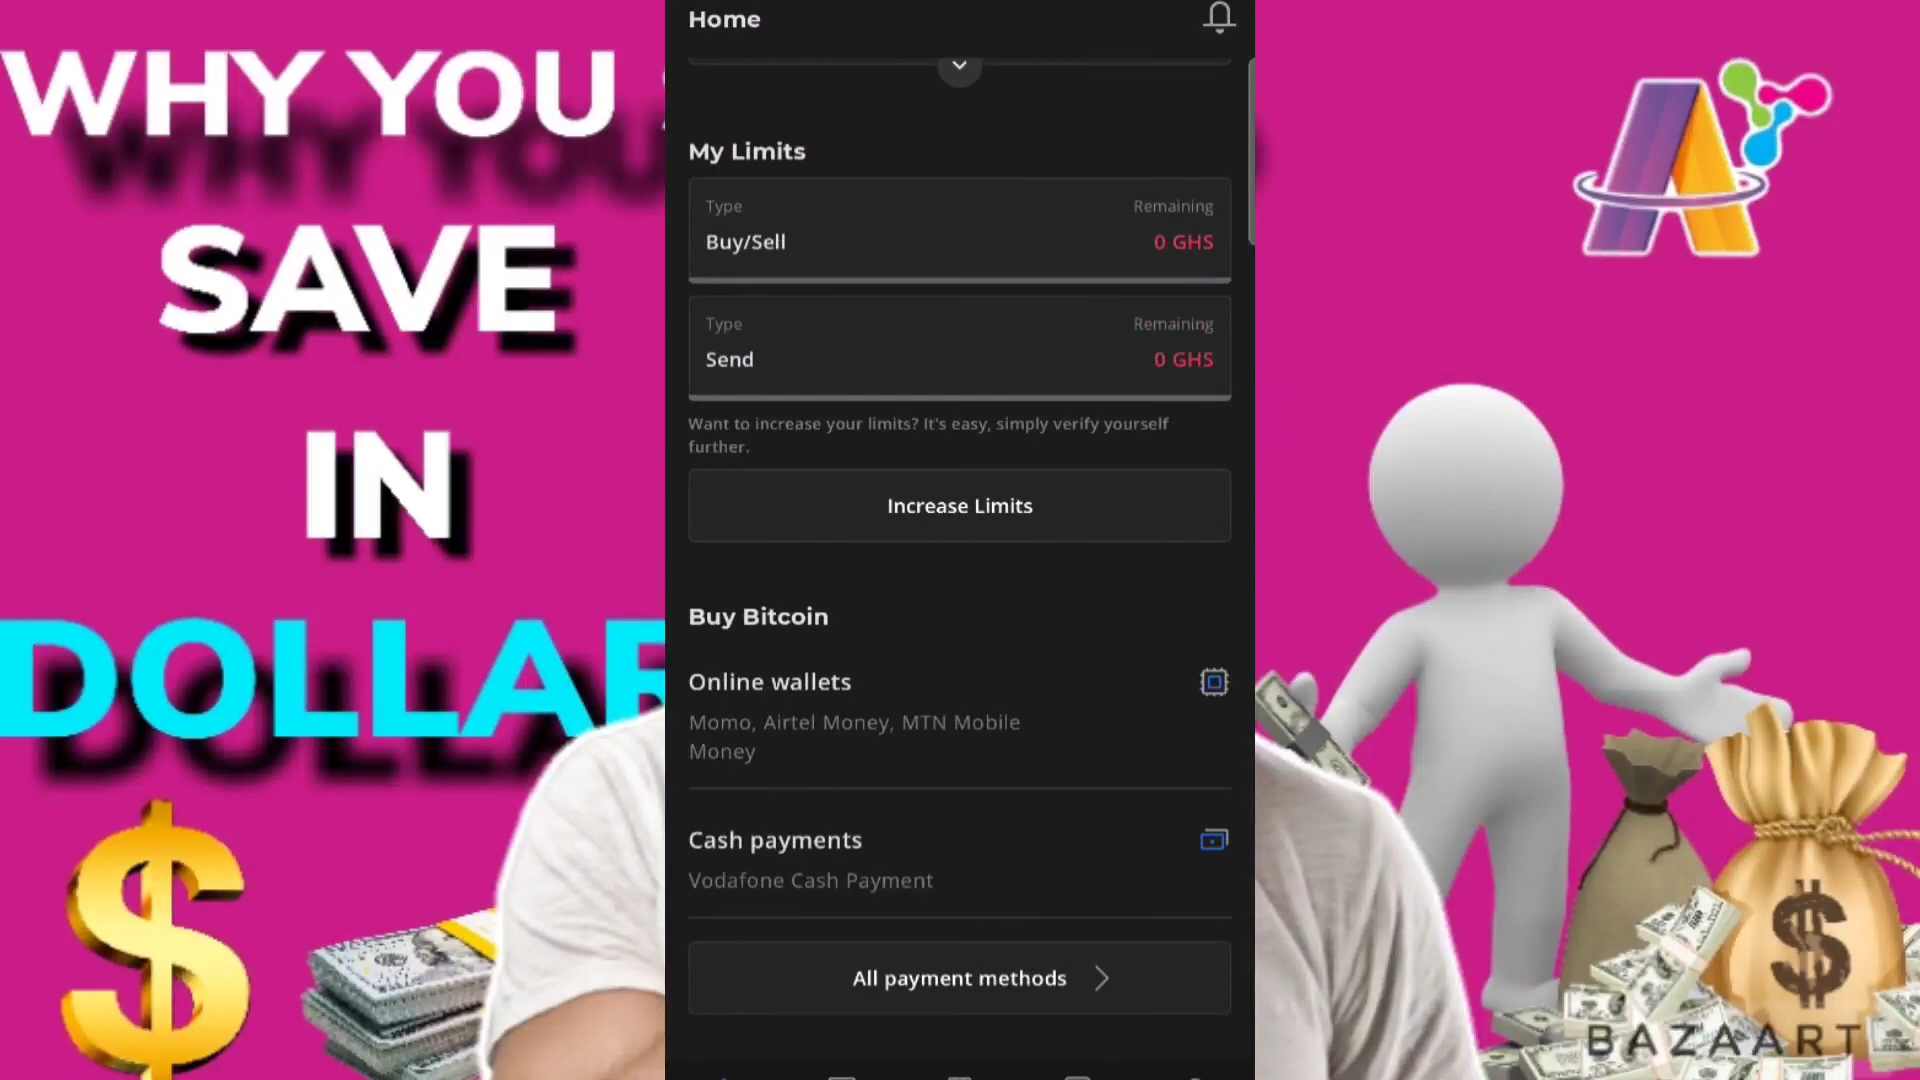 WHY YOU
SAVE
IN
DOLLAR
Home
My Limits
Type Remaining
Buy/Sell 0 GHS
Type Remaining
Send 0 GHS
Want to increase your limits? It's easy, simply verify yourself
further.
Increase Limits
Buy Bitcoin
Online wallets
Momo, Airtel Money, MTN Mobile
Money
Cash payments
Vodafone Cash Payment
All payment methods
BAZAART